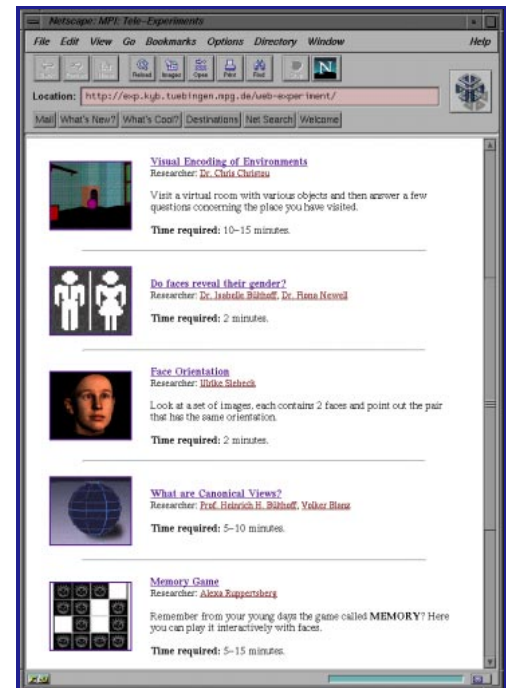 Netscape: MPI: Tele-Experiments
File Edit View Go Bookmarks Options Directory Window Help
Reload Images Open Print Find N
Location: http://exp.kyb.tuebingen.mpg.de/web-experiment/
Mail What's New? What's Cool? Destinations Net Search Welcome
Visual Encoding of Environments
Researcher: Dr. Chris Christou
Visit a virtual room with various objects and then answer a few
questions concerning the place you have visited.
Time required: 10-15 minutes.
Do faces reveal their gender?
Researcher: Dr. Isabelle Bülthoff, Dr. Fiona Newell
Time required: 2 minutes.
Face Orientation
Researcher: Ulrike Siebeck
Look at a set of images, each contains 2 faces and point out the pair
that has the same orientation.
Time required: 2 minutes.
What are Canonical Views?
Researcher: Prof. Heinrich H. Bülthoff, Volker Blanz
Time required: 5-10 minutes.
Memory Game
Researcher: Alexa Ruppertsberg
Remember from your young days the game called MEMORY? Here
you can play it interactively with faces.
Time required: 5-15 minutes.